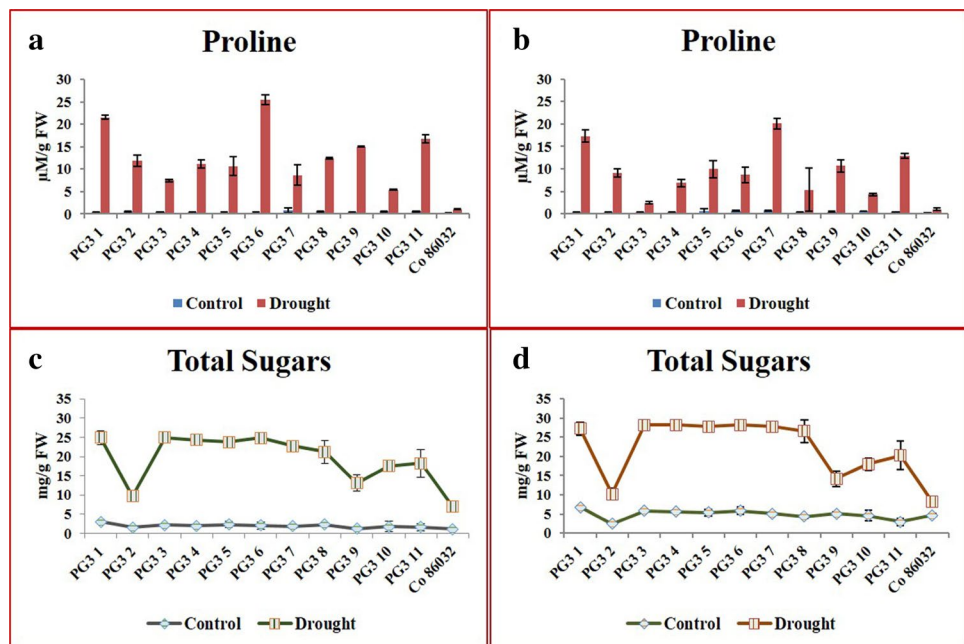 a
Proline
µM/g FW
30
25
20
15
10
5
0
PG3 1
PG3 2
PG3 3
PG3 4
PG3 5
PG3 6
PG3 7
PG3 8
PG3 9
PG3 10
PG3 11
Co 86032
Control Drought
b
Proline
µM/g FW
30
25
20
15
10
5
0
PG3 1
PG3 2
PG3 3
PG3 4
PG3 5
PG3 6
PG3 7
PG3 8
PG3 9
PG3 10
PG3 11
Co 86032
Control Drought
c
Total Sugars
mg/g FW
35
30
25
20
15
10
5
0
PG3 1
PG3 2
PG3 3
PG3 4
PG3 5
PG3 6
PG3 7
PG3 8
PG3 9
PG3 10
PG3 11
Co 86032
Control Drought
d
Total Sugars
mg/g FW
35
30
25
20
15
10
5
0
PG3 1
PG3 2
PG3 3
PG3 4
PG3 5
PG3 6
PG3 7
PG3 8
PG3 9
PG3 10
PG3 11
Co 86032
Control Drought